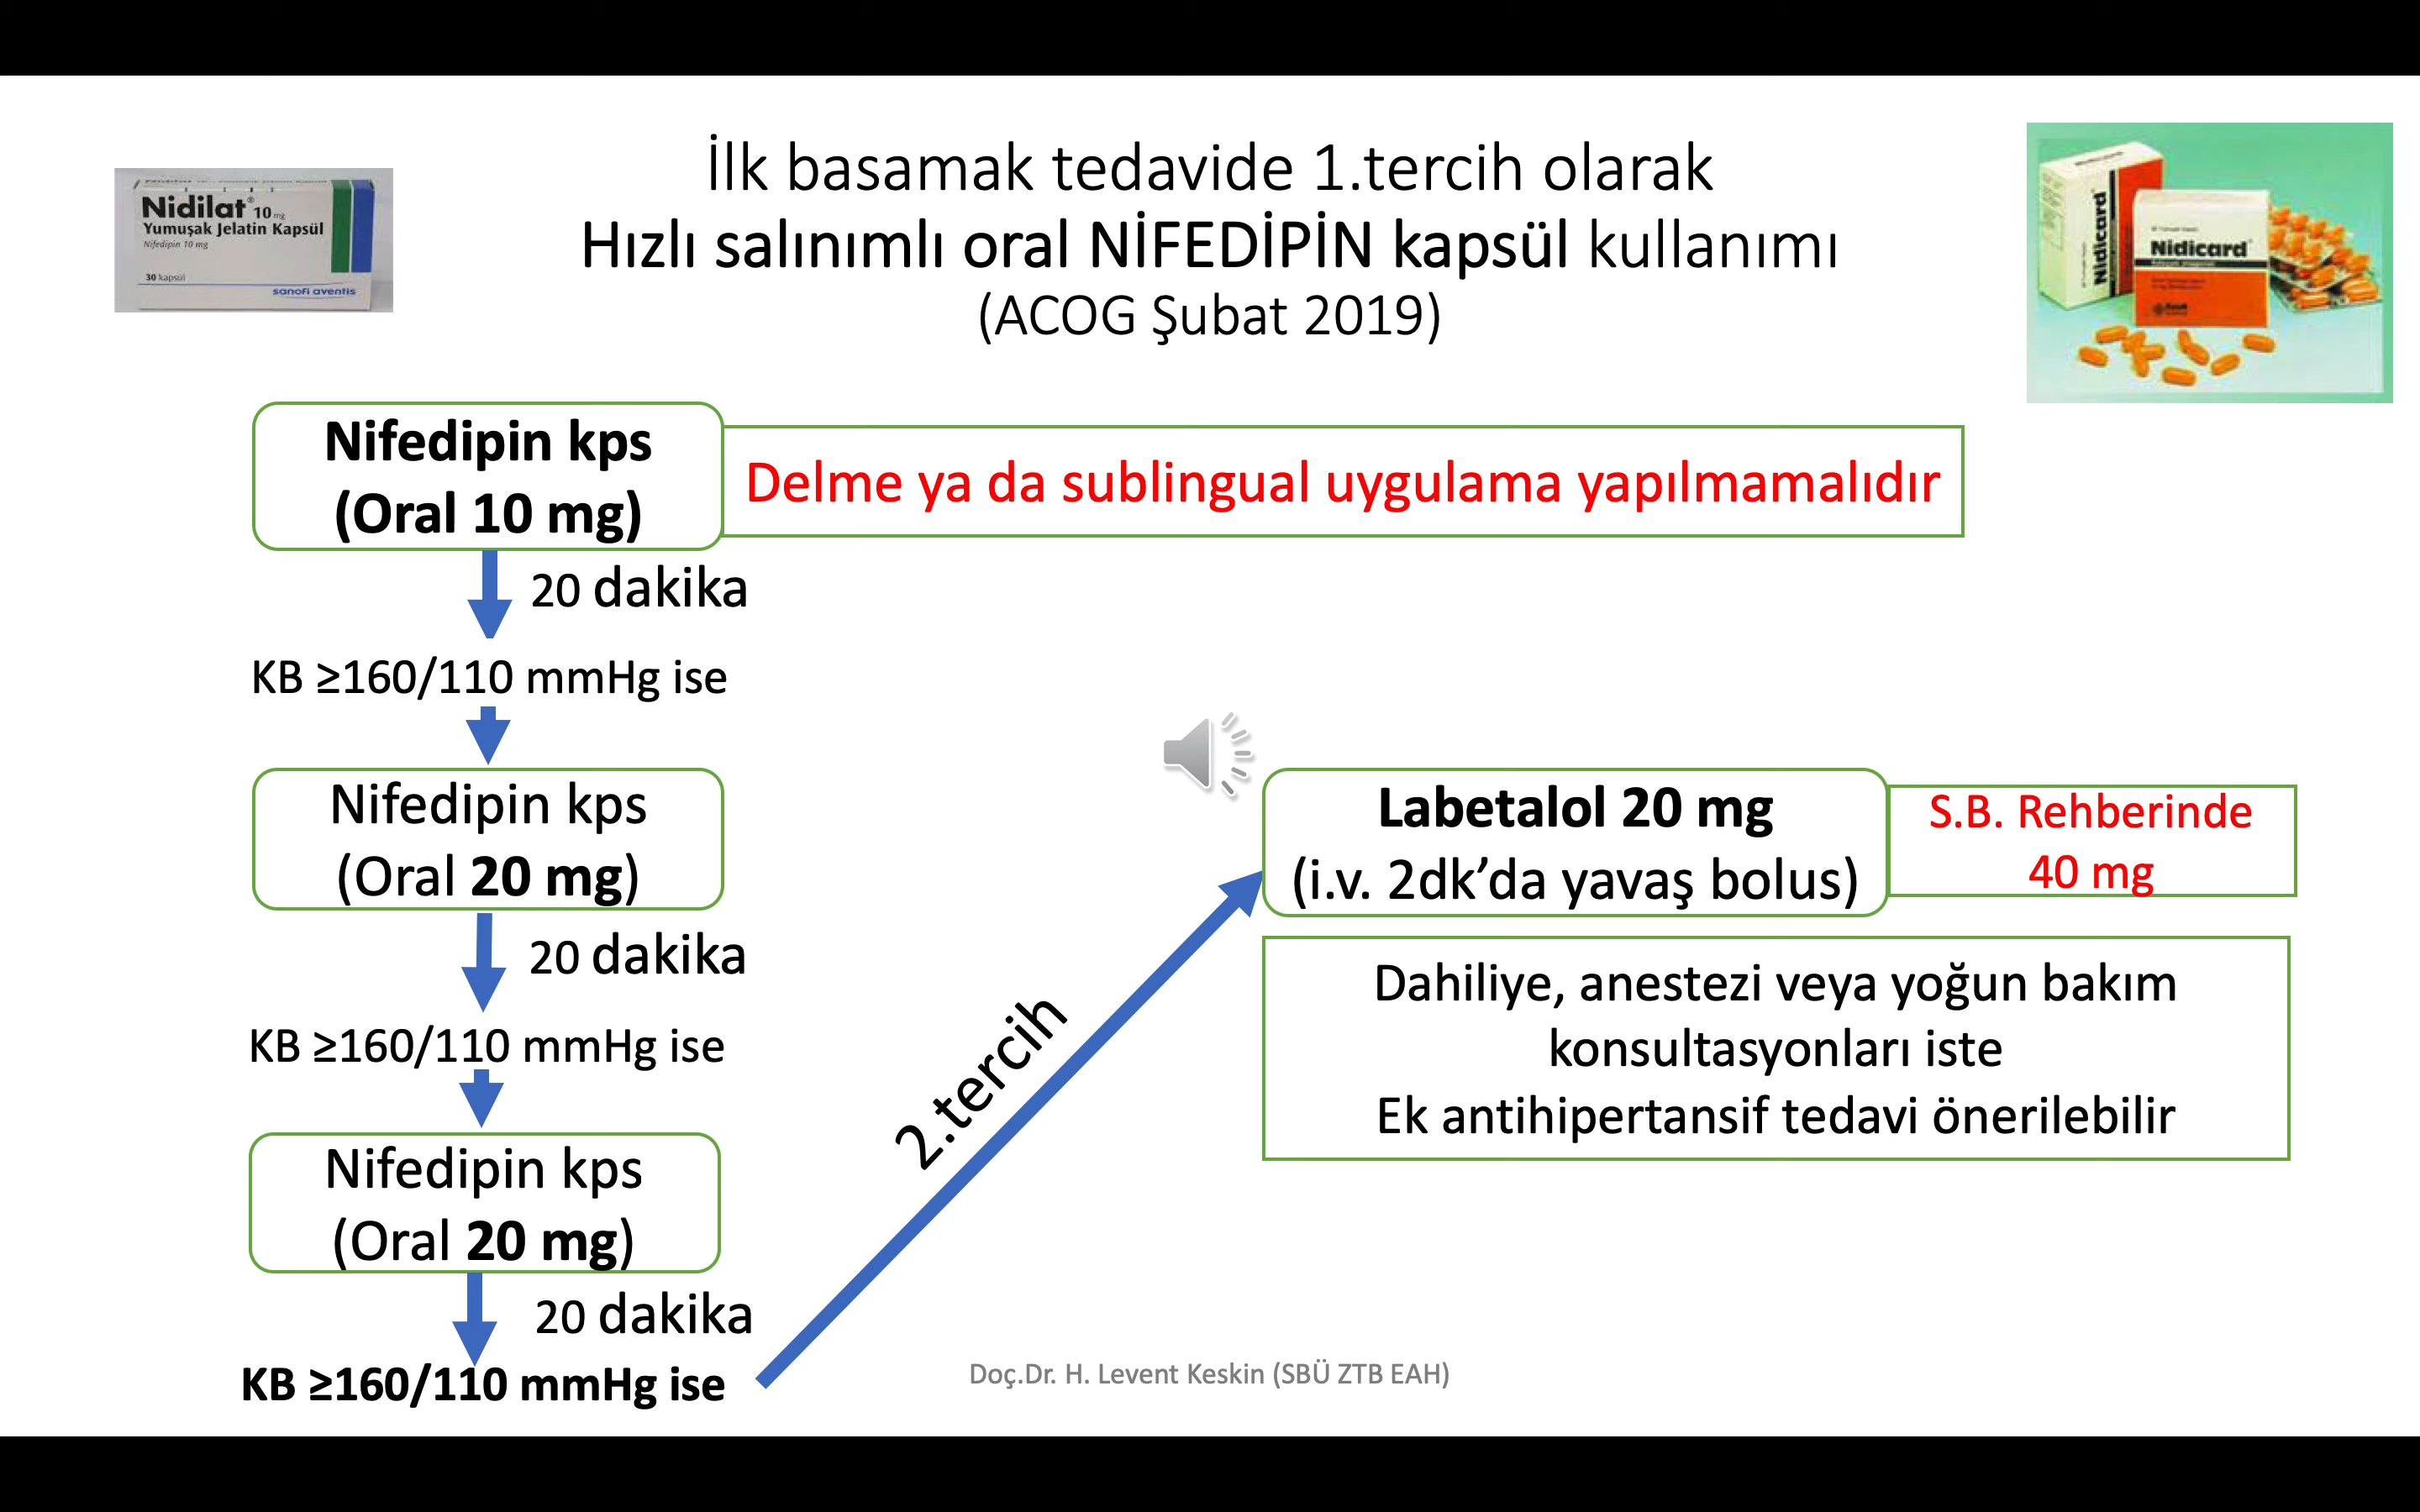 İlk basamak tedavide 1.tercih olarak
Hızlı salınımlı oral NİFEDİPİN kapsül kullanımı
(ACOG Şubat 2019)
Nidilat® 10 mg
Yumuşak Jelatin Kapsül
Nifedipin 10 mg
30 kapsül
sanofi aventis
Nidicard
Nidicard
Nifedipin kps
(Oral 10 mg)
Delme ya da sublingual uygulama yapılmamalıdır
20 dakika
KB ≥160/110 mmHg ise
Nifedipin kps
(Oral 20 mg)
20 dakika
KB ≥160/110 mmHg ise
Nifedipin kps
(Oral 20 mg)
20 dakika
KB ≥160/110 mmHg ise
2.tercih
Labetalol 20 mg
(i.v. 2dk’da yavaş bolus)
S.B. Rehberinde
40 mg
Dahiliye, anestezi veya yoğun bakım
konsultasyonları iste
Ek antihipertansif tedavi önerilebilir
Doç.Dr. H. Levent Keskin (SBÜ ZTB EAH)